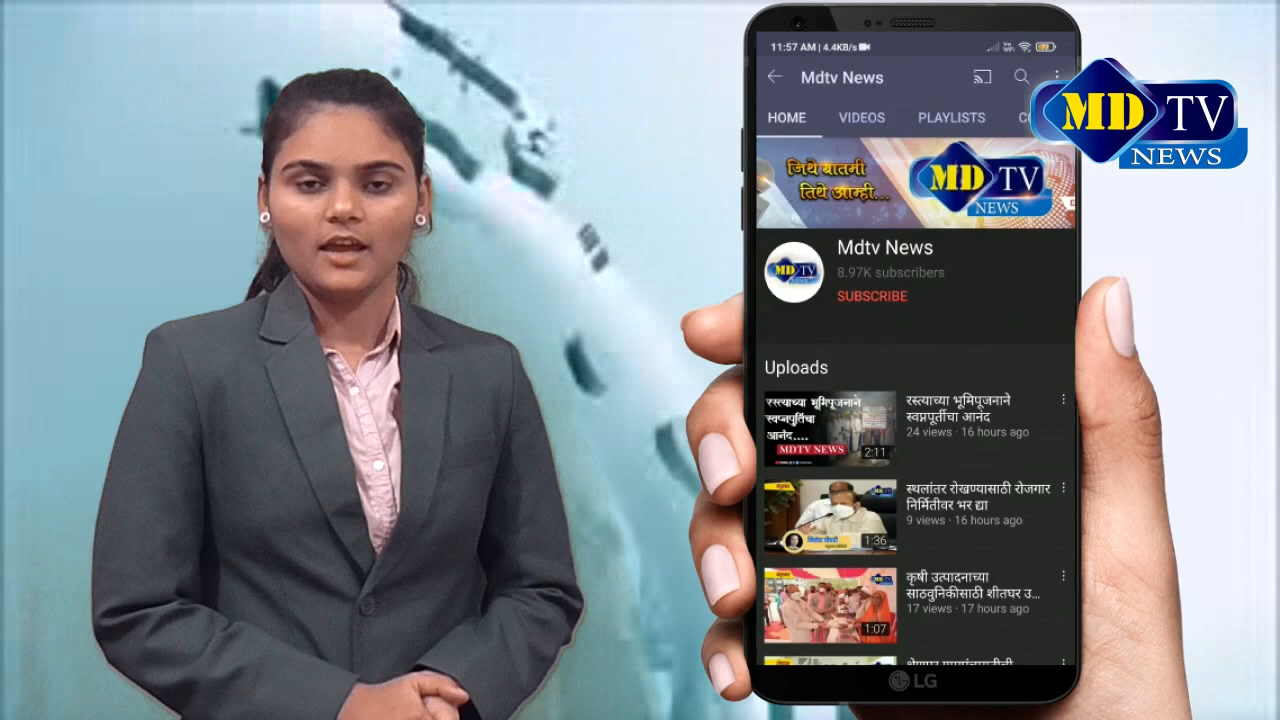 11:57 AM | 4.4KB/s
Mdtv News
HOME VIDEOS PLAYLISTS
जिथे बातमी
तिथे आम्ही...
MD TV
NEWS
MD TV
NEWS
Mdtv News
8.97K subscribers
SUBSCRIBE
MD TV
NEWS
Uploads
रस्त्याच्या भूमिपूजनाने
स्वप्नपुर्तिचा
आनंद....
MDTV NEWS
2:11
रस्त्याच्या भूमिपूजनाने
स्वप्नपूर्तीचा आनंद
24 views · 16 hours ago
1:36
स्थलांतर रोखण्यासाठी रोजगार
निर्मितीवर भर द्या
9 views · 16 hours ago
1:07
कृषी उत्पादनाच्या
साठवुनिकीसाठी शीतघर उ...
17 views · 17 hours ago
LG